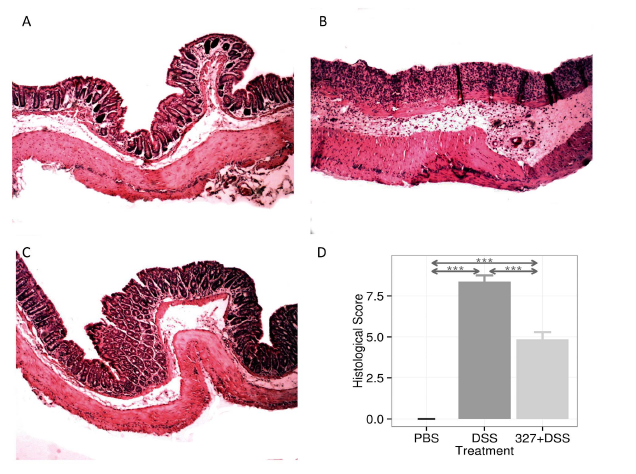 A
B
C
D
***
*** ***
7.5
5.0
2.5
0.0
Histological Score
PBS DSS 327+DSS
Treatment